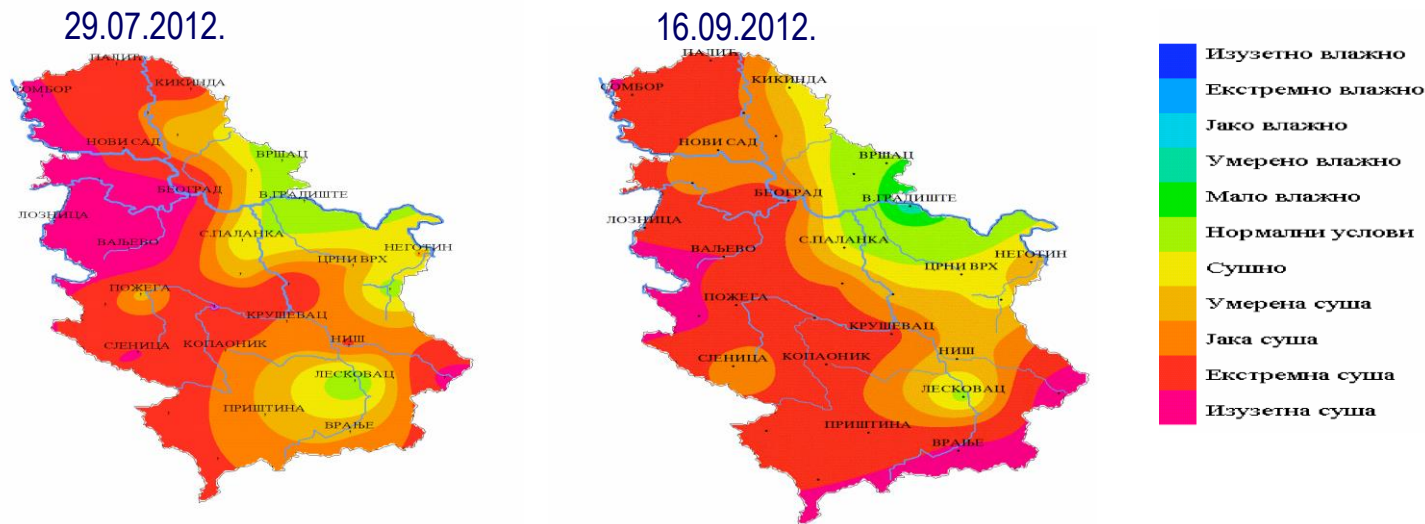 29.07.2012.
ПАЛИЋ
КИКИНДА
СОМБОР
НОВИ САД
ВРШАЦ
БЕОГРАД
В.ГРАДИШТЕ
ЛОЗНИЦА
ВАЉЕВО
С.ПАЛАНКА
НЕГОТИН
ЦРНИ ВРХ
ПОЖЕГА
КРУШЕВАЦ
СЈЕНИЦА
КОПАОНИК
НИШ
ЛЕСКОВАЦ
ПРИШТИНА
ВРАЊЕ
16.09.2012.
ПАЛИЋ
КИКИНДА
СОМБОР
НОВИ САД
ВРШАЦ
БЕОГРАД
В.ГРАДИШТЕ
ЛОЗНИЦА
ВАЉЕВО
С.ПАЛАНКА
НЕГОТИН
ЦРНИ ВРХ
ПОЖЕГА
КРУШЕВАЦ
СЈЕНИЦА
КОПАОНИК
НИШ
ЛЕСКОВАЦ
ПРИШТИНА
ВРАЊЕ
Изузетно влажно
Екстремно влажно
Јако влажно
Умерено влажно
Мало влажно
Нормални услови
Сушно
Умерена суша
Јака суша
Екстремна суша
Изузетна суша